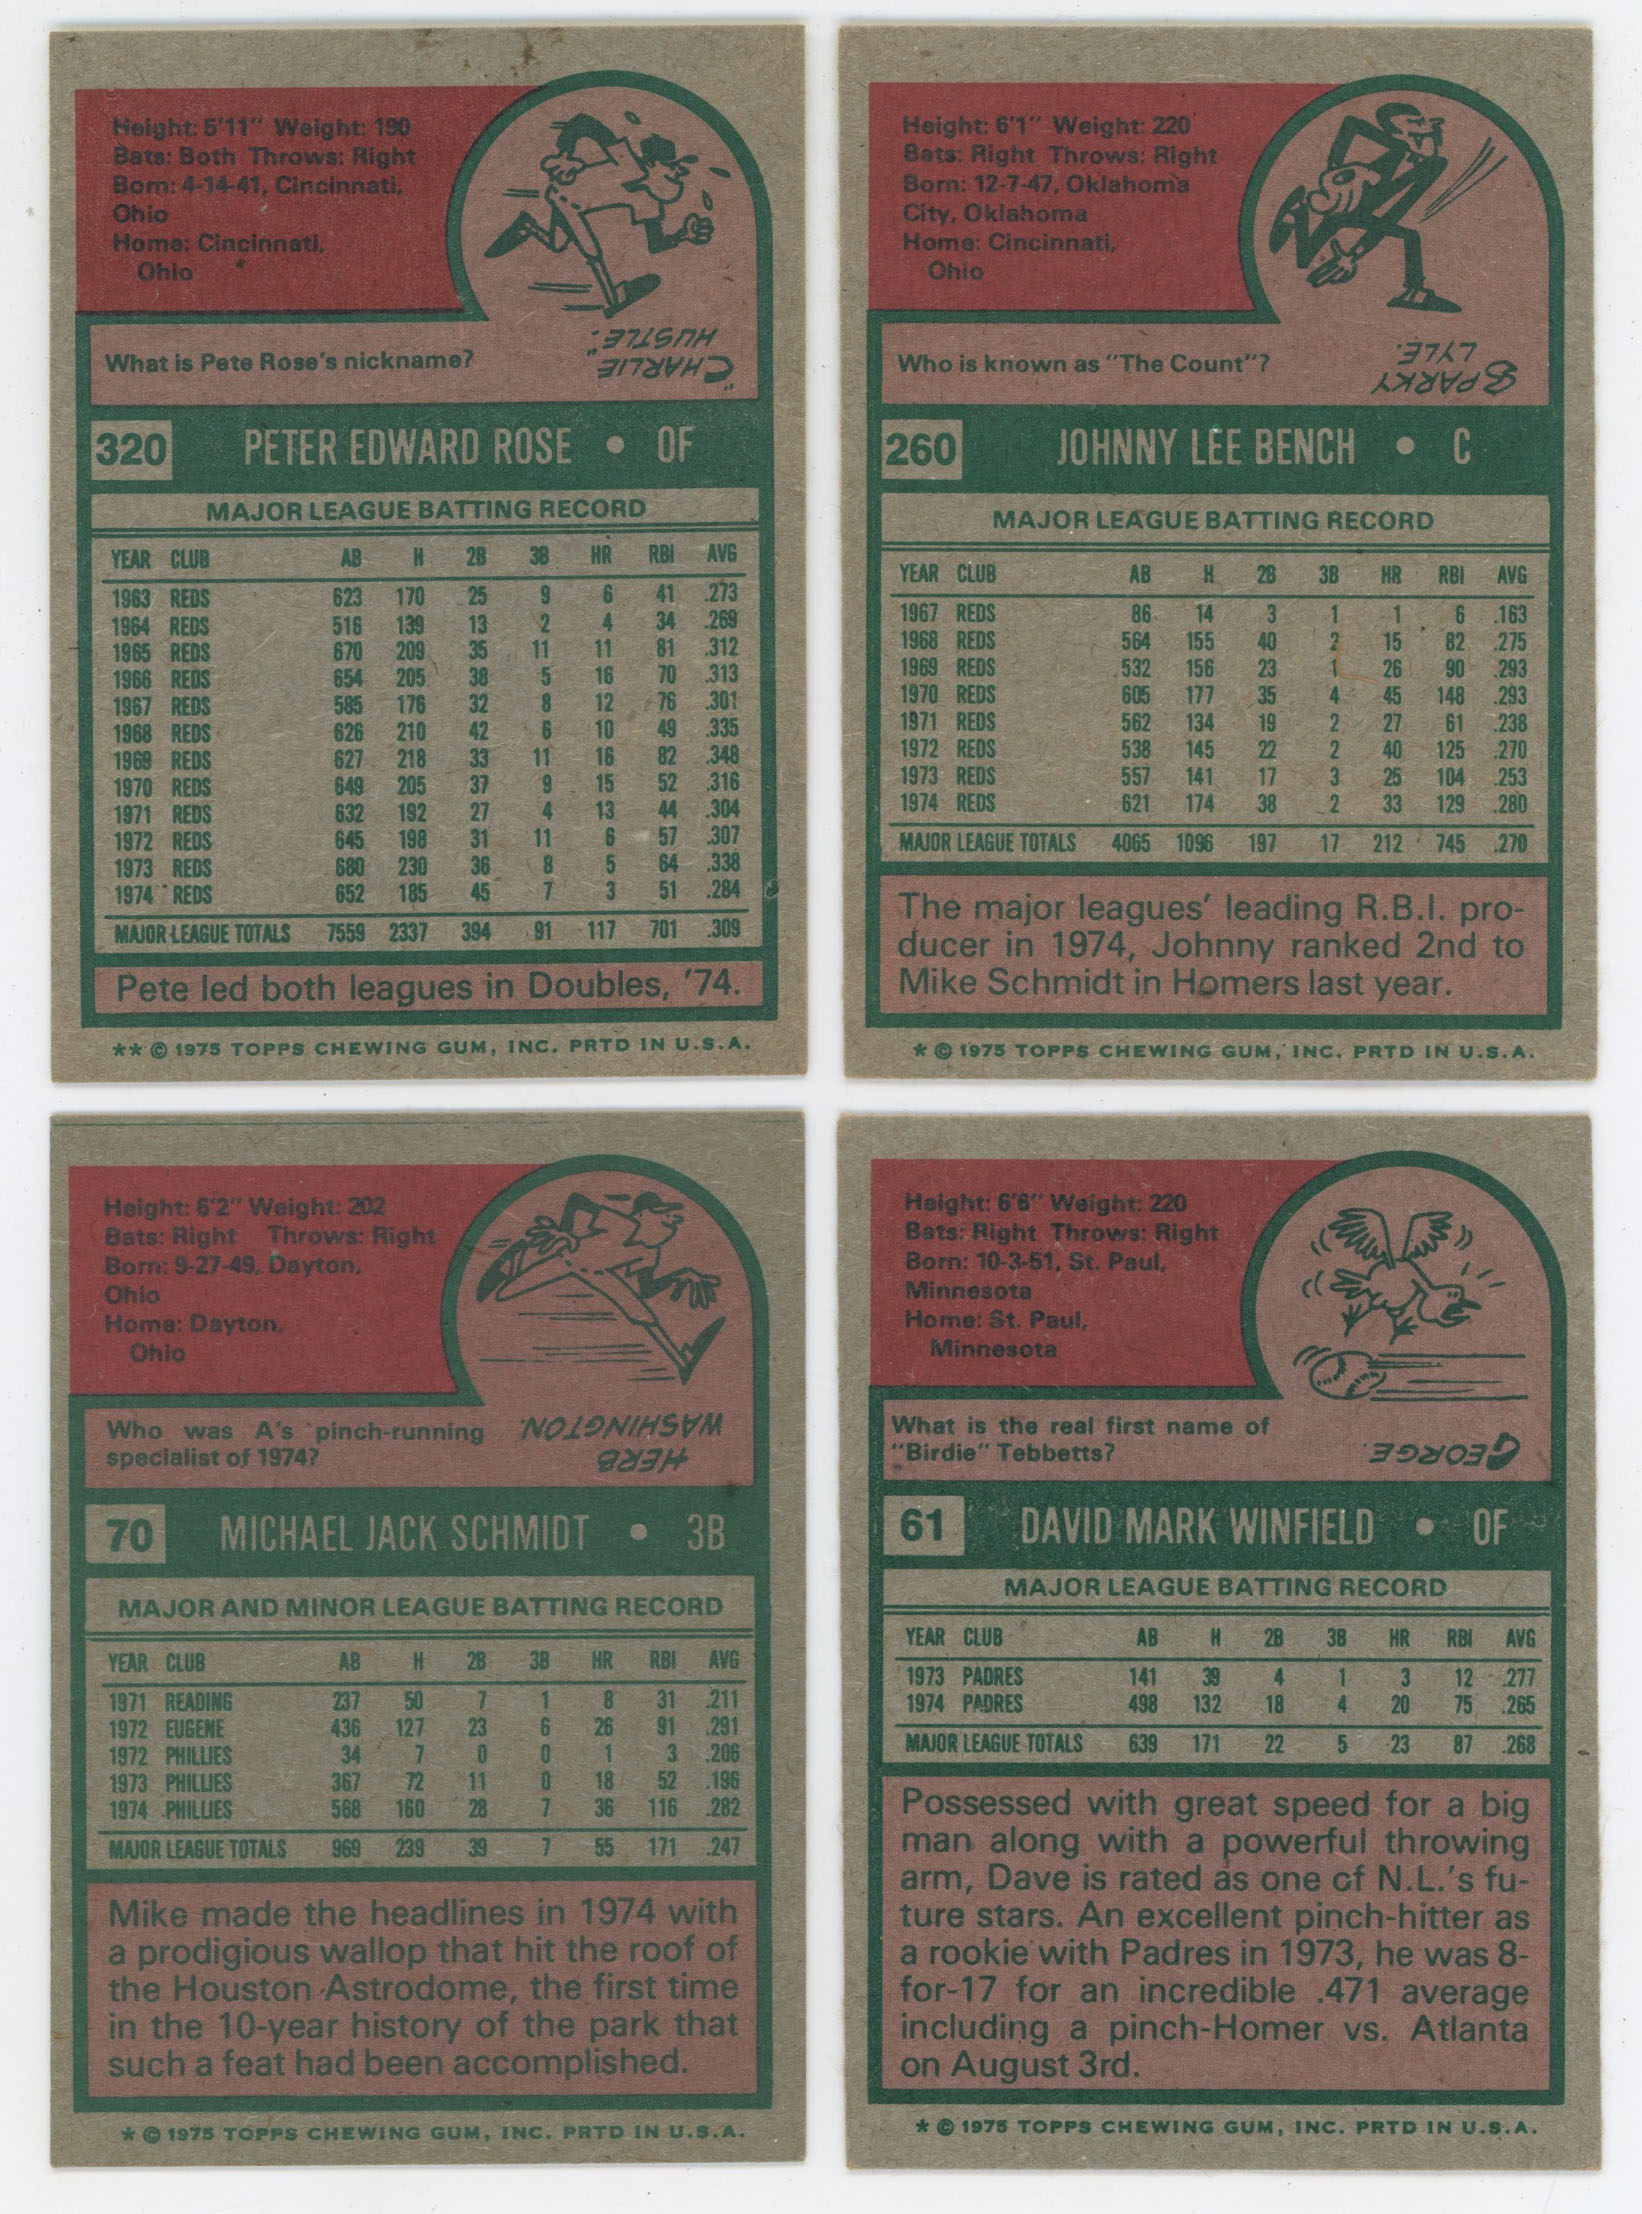 Height: 5'11" Weight: 190
Bats: Both Throws: Right
Born: 4-14-41, Cincinnati,
Ohio
Home: Cincinnati,
Ohio
What is Pete Rose's nickname?
"CHARLIE
HUSTLE."
320 PETER EDWARD ROSE • OF
MAJOR LEAGUE BATTING RECORD
YEAR CLUB AB H 2B 3B HR RBI AVG
1963 REDS 623 170 25 9 6 41 .273
1964 REDS 516 139 13 2 4 34 .269
1965 REDS 670 209 35 11 11 81 .312
1966 REDS 654 205 38 5 16 70 .313
1967 REDS 585 176 32 8 12 76 .301
1968 REDS 626 210 42 6 10 49 .335
1969 REDS 627 218 33 11 16 82 .348
1970 REDS 649 205 37 9 15 52 .316
1971 REDS 632 192 27 4 13 44 .304
1972 REDS 645 198 31 11 6 57 .307
1973 REDS 680 230 36 8 5 64 .338
1974 REDS 652 185 45 7 3 51 .284
MAJOR LEAGUE TOTALS 7559 2337 394 91 117 701 .309
Pete led both leagues in Doubles, '74.
** © 1975 TOPPS CHEWING GUM, INC. PRTD IN U.S.A.
Height: 6'1" Weight: 220
Bats: Right Throws: Right
Born: 12-7-47, Oklahoma
City, Oklahoma
Home: Cincinnati,
Ohio
Who is known as "The Count"?
SPARKY
LYLE.
260 JOHNNY LEE BENCH • C
MAJOR LEAGUE BATTING RECORD
YEAR CLUB AB H 2B 3B HR RBI AVG
1967 REDS 86 14 3 1 1 6 .163
1968 REDS 564 155 40 2 15 82 .275
1969 REDS 532 156 23 1 26 90 .293
1970 REDS 605 177 35 4 45 148 .293
1971 REDS 562 134 19 2 27 61 .238
1972 REDS 538 145 22 2 40 125 .270
1973 REDS 557 141 17 3 25 104 .253
1974 REDS 621 174 38 2 33 129 .280
MAJOR LEAGUE TOTALS 4065 1096 197 17 212 745 .270
The major leagues' leading R.B.I. pro-
ducer in 1974, Johnny ranked 2nd to
Mike Schmidt in Homers last year.
* © 1975 TOPPS CHEWING GUM, INC. PRTD IN U.S.A.
Height: 6'2" Weight: 202
Bats: Right Throws: Right
Born: 9-27-49, Dayton,
Ohio
Home: Dayton,
Ohio
Who was A's pinch-running
specialist of 1974?
HERB
WASHINGTON.
70 MICHAEL JACK SCHMIDT • 3B
MAJOR AND MINOR LEAGUE BATTING RECORD
YEAR CLUB AB H 2B 3B HR RBI AVG
1971 READING 237 50 7 1 8 31 .211
1972 EUGENE 436 127 23 6 26 91 .291
1972 PHILLIES 34 7 0 0 1 3 .206
1973 PHILLIES 367 72 11 0 18 52 .196
1974 PHILLIES 568 160 28 7 36 116 .282
MAJOR LEAGUE TOTALS 969 239 39 7 55 171 .247
Mike made the headlines in 1974 with
a prodigious wallop that hit the roof of
the Houston Astrodome, the first time
in the 10-year history of the park that
such a feat had been accomplished.
* © 1975 TOPPS CHEWING GUM, INC. PRTD IN U.S.A.
Height: 6'6" Weight: 220
Bats: Right Throws: Right
Born: 10-3-51, St. Paul,
Minnesota
Home: St. Paul,
Minnesota
What is the real first name of
"Birdie" Tebbetts?
GEORGE.
61 DAVID MARK WINFIELD • OF
MAJOR LEAGUE BATTING RECORD
YEAR CLUB AB H 2B 3B HR RBI AVG
1973 PADRES 141 39 4 1 3 12 .277
1974 PADRES 498 132 18 4 20 75 .265
MAJOR LEAGUE TOTALS 639 171 22 5 23 87 .268
Possessed with great speed for a big
man along with a powerful throwing
arm, Dave is rated as one of N.L.'s fu-
ture stars. An excellent pinch-hitter as
a rookie with Padres in 1973, he was 8-
for-17 for an incredible .471 average
including a pinch-Homer vs. Atlanta
on August 3rd.
* © 1975 TOPPS CHEWING GUM, INC. PRTD IN U.S.A.